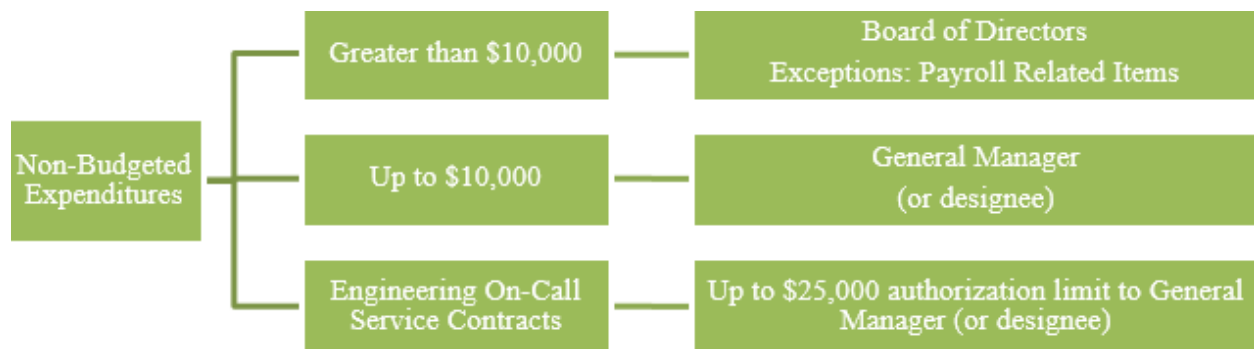 Greater than $10,000
Board of Directors
Exceptions: Payroll Related Items
Non-Budgeted
Expenditures
Up to $10,000
General Manager
(or designee)
Engineering On-Call
Service Contracts
Up to $25,000 authorization limit to General
Manager (or designee)